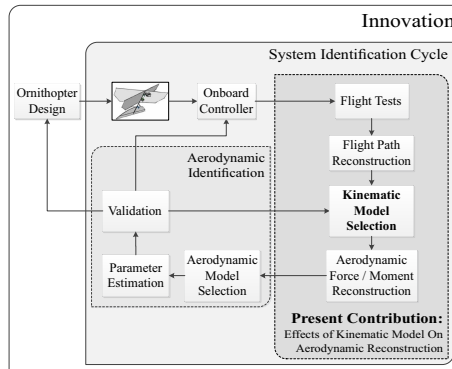 Innovation
System Identification Cycle
Ornithopter
Design
Onboard
Controller
Flight Tests
Flight Path
Reconstruction
Aerodynamic
Identification
Validation
Kinematic
Model
Selection
Parameter
Estimation
Aerodynamic
Model
Selection
Aerodynamic
Force / Moment
Reconstruction
Present Contribution:
Effects of Kinematic Model On
Aerodynamic Reconstruction